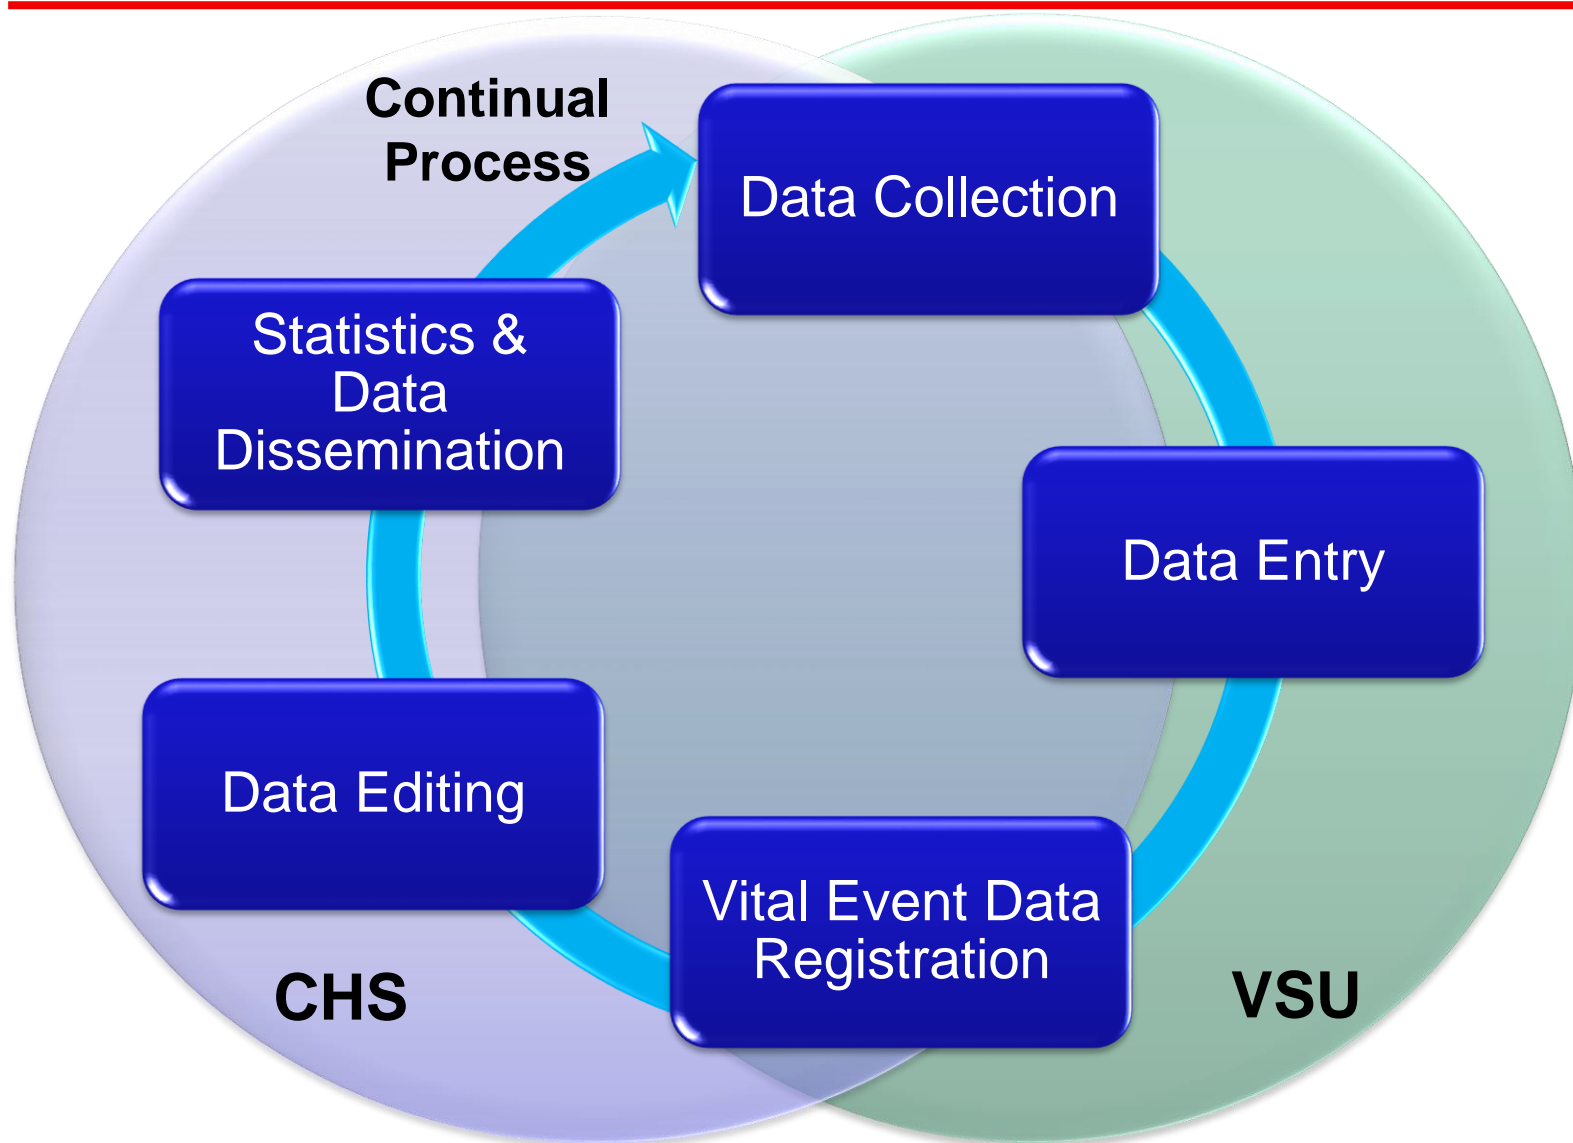 Continual
Process
Data Collection
Statistics &
Data
Dissemination
Data Entry
Data Editing
Vital Event Data
Registration
CHS
VSU